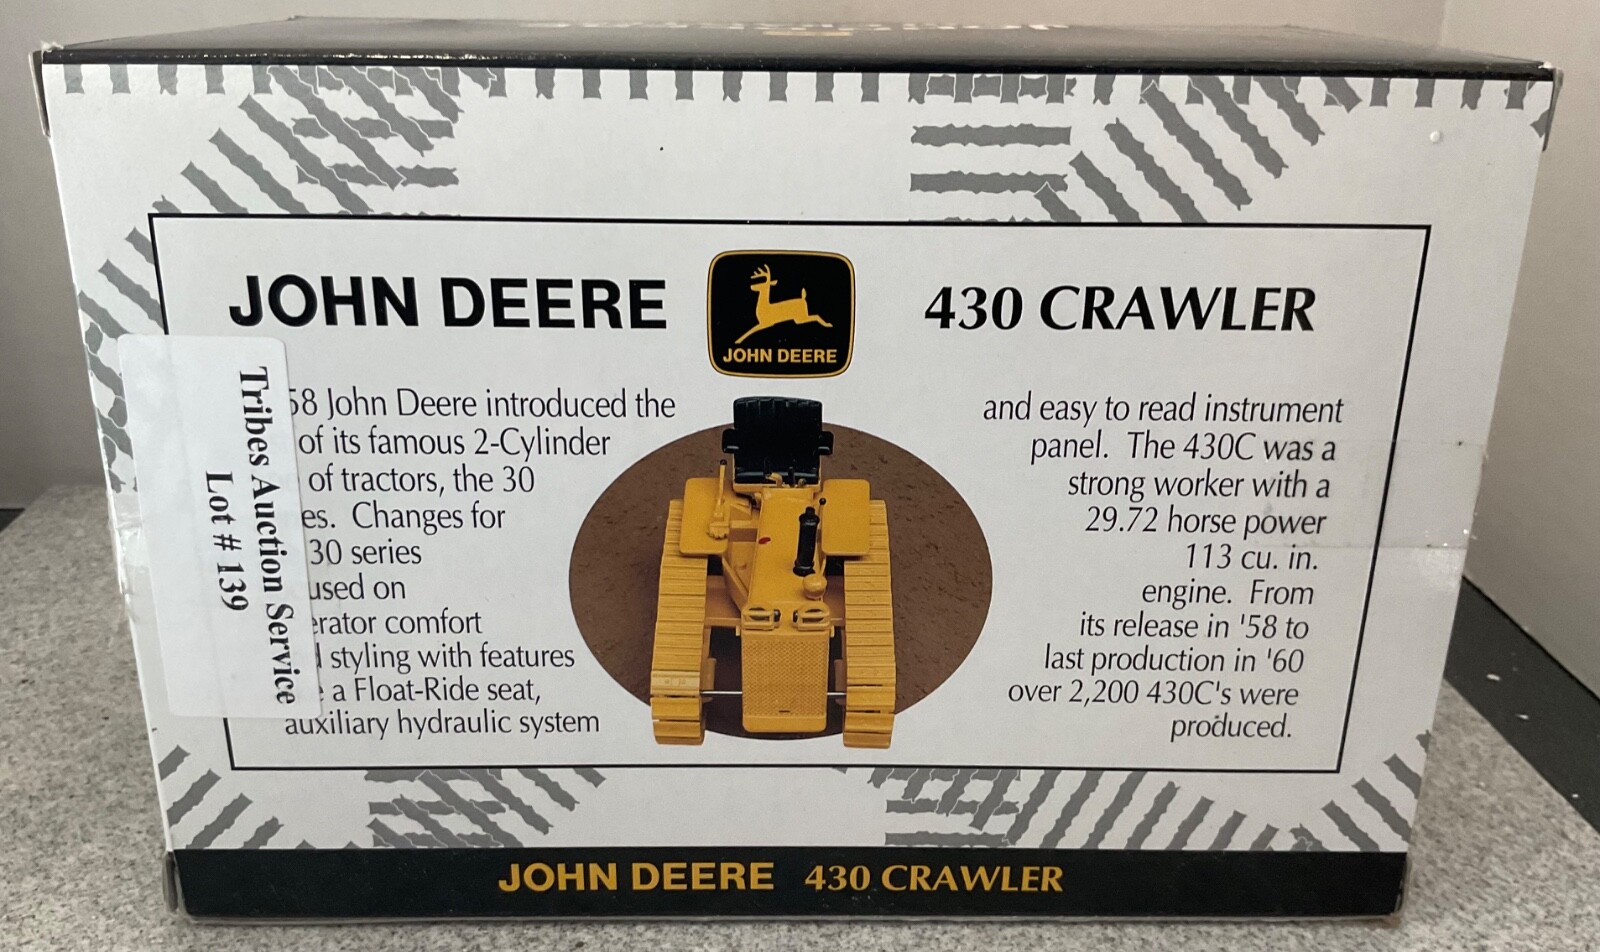 JOHN DEERE
JOHN DEERE
430 CRAWLER
58 John Deere introduced the
of its famous 2-Cylinder
of tractors, the 30
es. Changes for
30 series
used on
erator comfort
styling with features
a Float-Ride seat,
auxiliary hydraulic system
and easy to read instrument
panel. The 430C was a
strong worker with a
29.72 horse power
113 cu. in.
engine. From
its release in '58 to
last production in '60
over 2,200 430C's were
produced.
Tribes Auction Service
Lot # 139
JOHN DEERE 430 CRAWLER